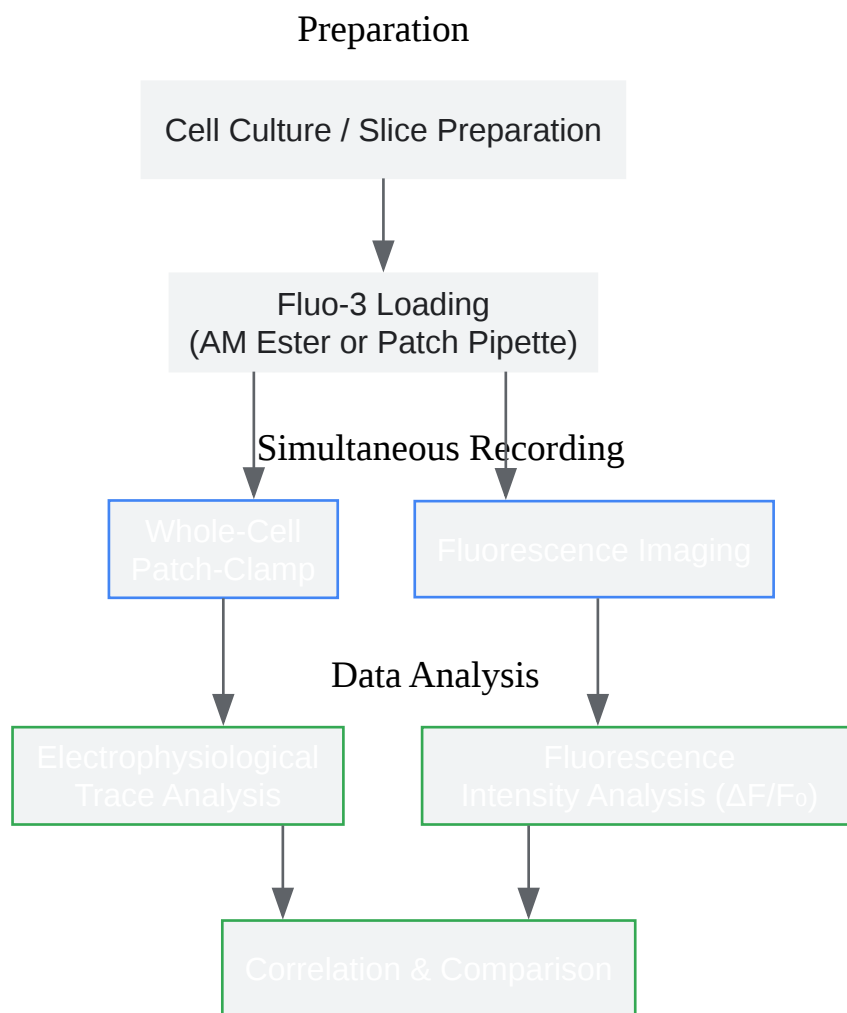 Preparation
Cell Culture / Slice Preparation
Fluo-3 Loading
(AM Ester or Patch Pipette)
Simultaneous Recording
Whole-Cell
Patch-Clamp
Fluorescence Imaging
Data Analysis
Electrophysiological
Trace Analysis
Fluorescence
Intensity Analysis (ΔF/F₀)
Correlation & Comparison